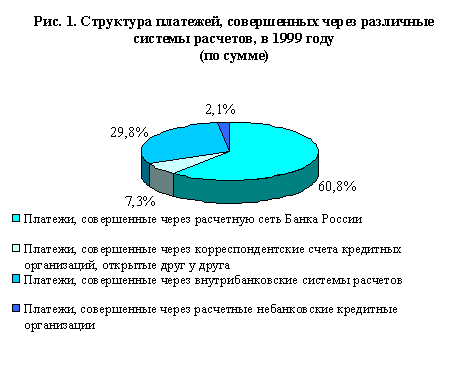 Рис. 1. Структура платежей, совершенных через различные
системы расчетов, в 1999 году
(по сумме)
2,1%
29,8%
7,3%
60,8%
Платежи, совершенные через расчетную сеть Банка России
Платежи, совершенные через корреспондентские счета кредитных
организаций, открытые друг у друга
Платежи, совершенные через внутрибанковские системы расчетов
Платежи, совершенные через расчетные небанковские кредитные
организации